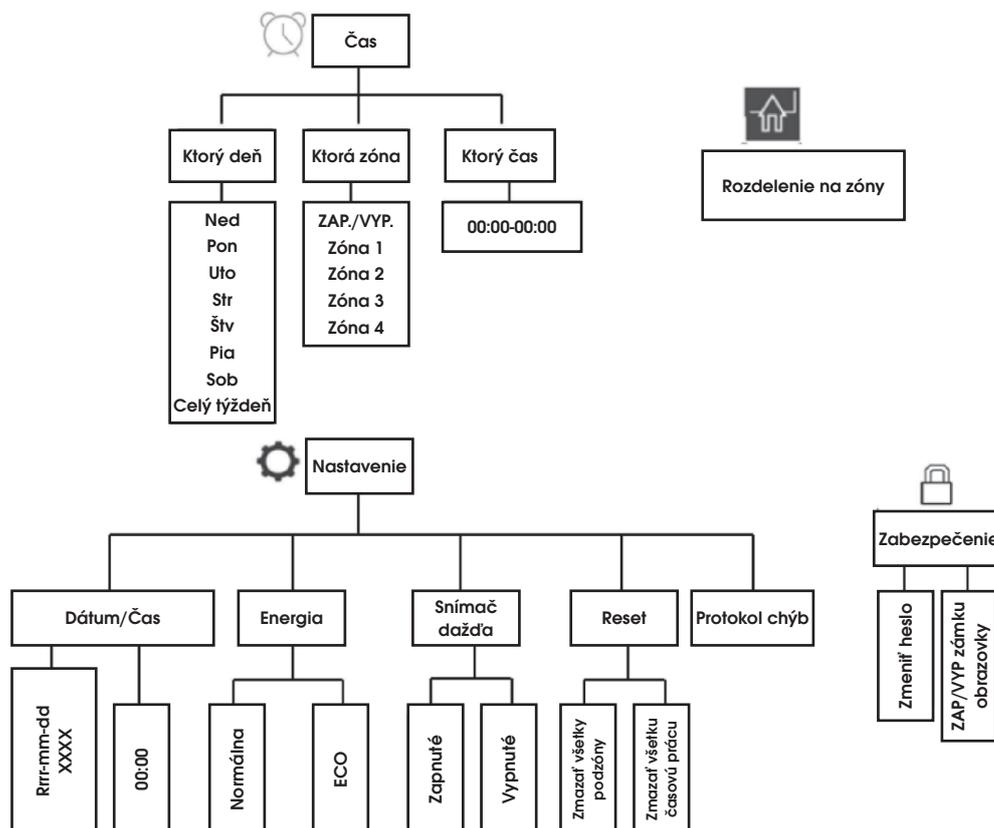 Čas
Ktorý deň
Ktorá zóna
Ktorý čas
Ned
Pon
Uto
Str
Štv
Pia
Sob
Celý týždeň
ZAP./VYP.
Zóna 1
Zóna 2
Zóna 3
Zóna 4
00:00-00:00
Rozdelenie na zóny
Nastavenie
Dátum/Čas
Energia
Snímač
dažďa
Reset
Protokol chýb
Rrrr-mm-dd
XXXX
00:00
Normálna
ECO
Zapnuté
Vypnuté
Zmazať všetky
podzóny
Zmazať všetku
časovú prácu
Zabezpečenie
Zmeniť heslo
ZAP/VYP zámku
obrazovky